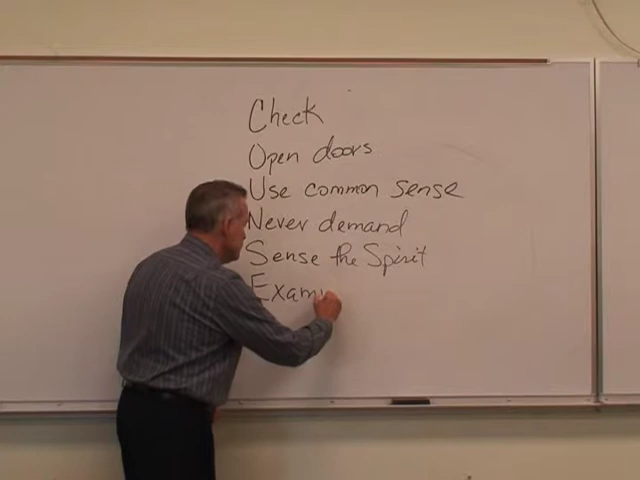 Check
Open doors
Use common sense
Never demand
Sense the Spirit
Exam